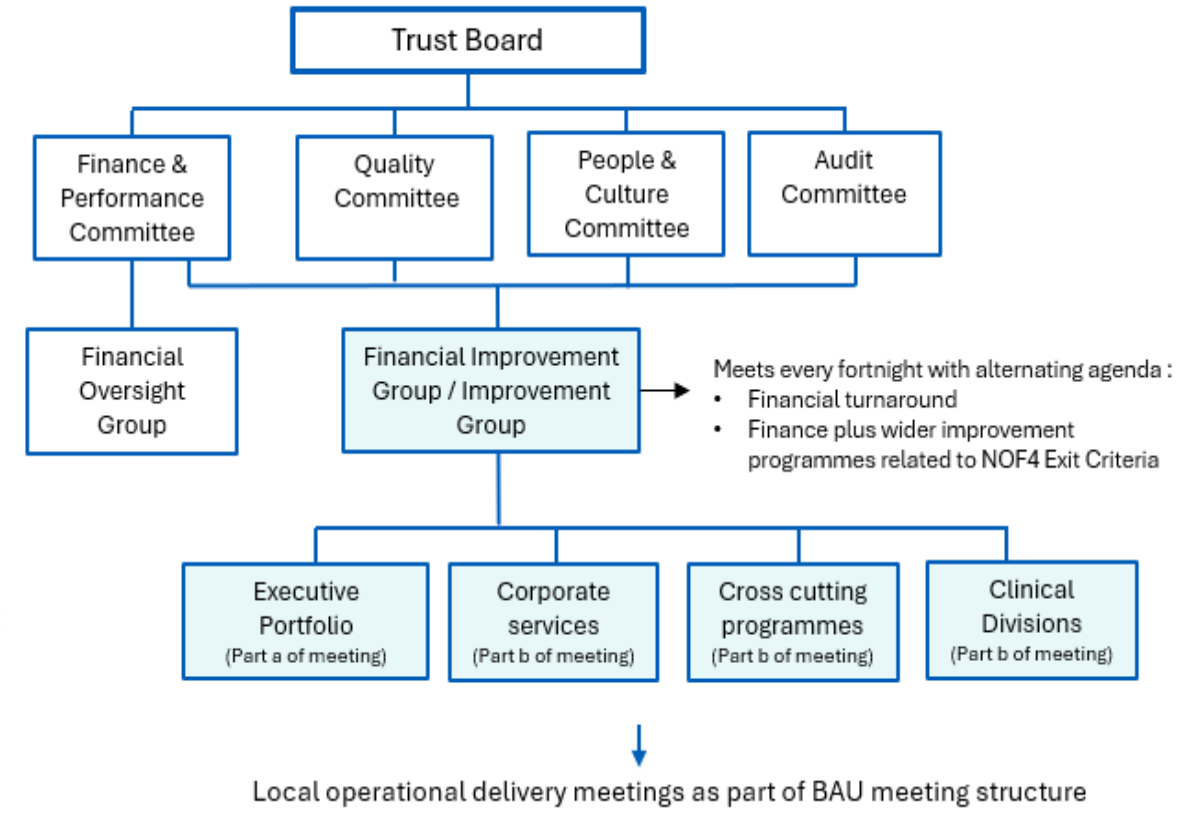 Trust Board
Finance &
Performance
Committee
Quality
Committee
People &
Culture
Committee
Audit
Committee
Financial
Oversight
Group
Financial Improvement
Group / Improvement
Group
Meets every fortnight with alternating agenda :
• Financial turnaround
• Finance plus wider improvement
programmes related to NOF4 Exit Criteria
Executive
Portfolio
(Part a of meeting)
Corporate
services
(Part b of meeting)
Cross cutting
programmes
(Part b of meeting)
Clinical
Divisions
(Part b of meeting)
Local operational delivery meetings as part of BAU meeting structure